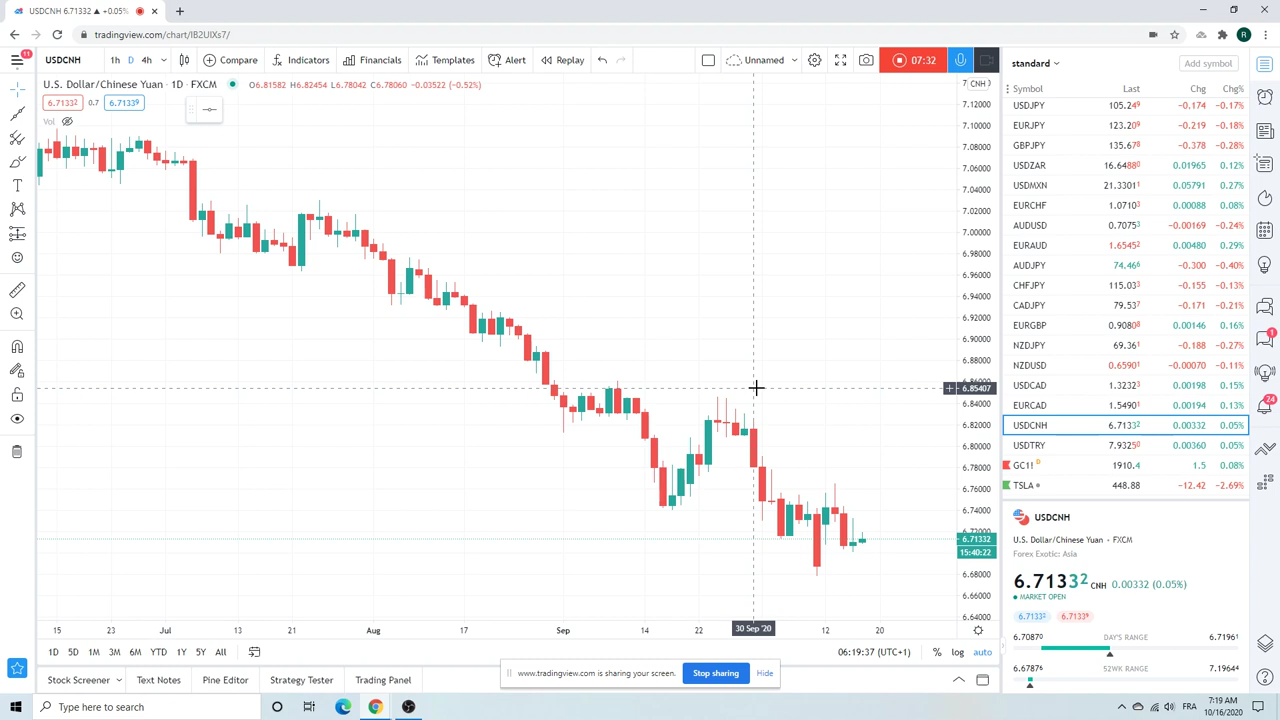 USDCNH 6.71332 ▲ +0.05%
tradingview.com/chart/IB2UIXs7/
R
11
USDCNH
1h D 4h
Compare
Indicators
Financials
Templates
Alert
Replay
Unnamed
07:32
U.S. Dollar/Chinese Yuan · 1D · FXCM
H6.82454 L6.78042 C6.78060 −0.03522 (−0.52%)
6.71332 0.7 6.71339
Vol
CNH
7.12000
7.10000
7.08000
7.06000
7.04000
7.02000
7.00000
6.98000
6.96000
6.94000
6.92000
6.90000
6.88000
6.85407
6.84000
6.82000
6.80000
6.78000
6.76000
6.74000
6.71332
15:40:22
6.68000
6.66000
6.64000
15 23 Jul 13 21 Aug 17 Sep 14 22 30 Sep '20 12 20
1D 5D 1M 3M 6M YTD 1Y 5Y All
06:19:37 (UTC+1) % log auto
Stock Screener
Text Notes
Pine Editor
Strategy Tester
Trading Panel
www.tradingview.com is sharing your screen.
Stop sharing
Hide
standard
Add symbol
Symbol Last Chg Chg%
USDJPY 105.249 −0.174 −0.17%
EURJPY 123.209 −0.219 −0.18%
GBPJPY 135.678 −0.378 −0.28%
USDZAR 16.64880 0.01965 0.12%
USDMXN 21.3301 0.05791 0.27%
EURCHF 1.07103 0.00088 0.08%
AUDUSD 0.70753 −0.00169 −0.24%
EURAUD 1.65452 0.00480 0.29%
AUDJPY 74.466 −0.300 −0.40%
CHFJPY 115.033 −0.155 −0.13%
CADJPY 79.537 −0.171 −0.21%
EURGBP 0.90808 0.00146 0.16%
NZDJPY 69.361 −0.188 −0.27%
NZDUSD 0.65901 −0.00070 −0.11%
USDCAD 1.32323 0.00198 0.15%
EURCAD 1.54901 0.00194 0.13%
USDCNH 6.71332 0.00332 0.05%
USDTRY 7.93250 0.00360 0.05%
GC1! D 1910.4 1.5 0.08%
TSLA 448.88 −12.42 −2.69%
USDCNH
U.S. Dollar/Chinese Yuan • FXCM
Forex Exotic: Asia
6.71332 CNH 0.00332 (0.05%)
MARKET OPEN
6.71332 6.71339
6.70870 DAY'S RANGE 6.71961
6.67876 52WK RANGE 7.19644
1
24
Type here to search
FRA
7:19 AM
10/16/2020